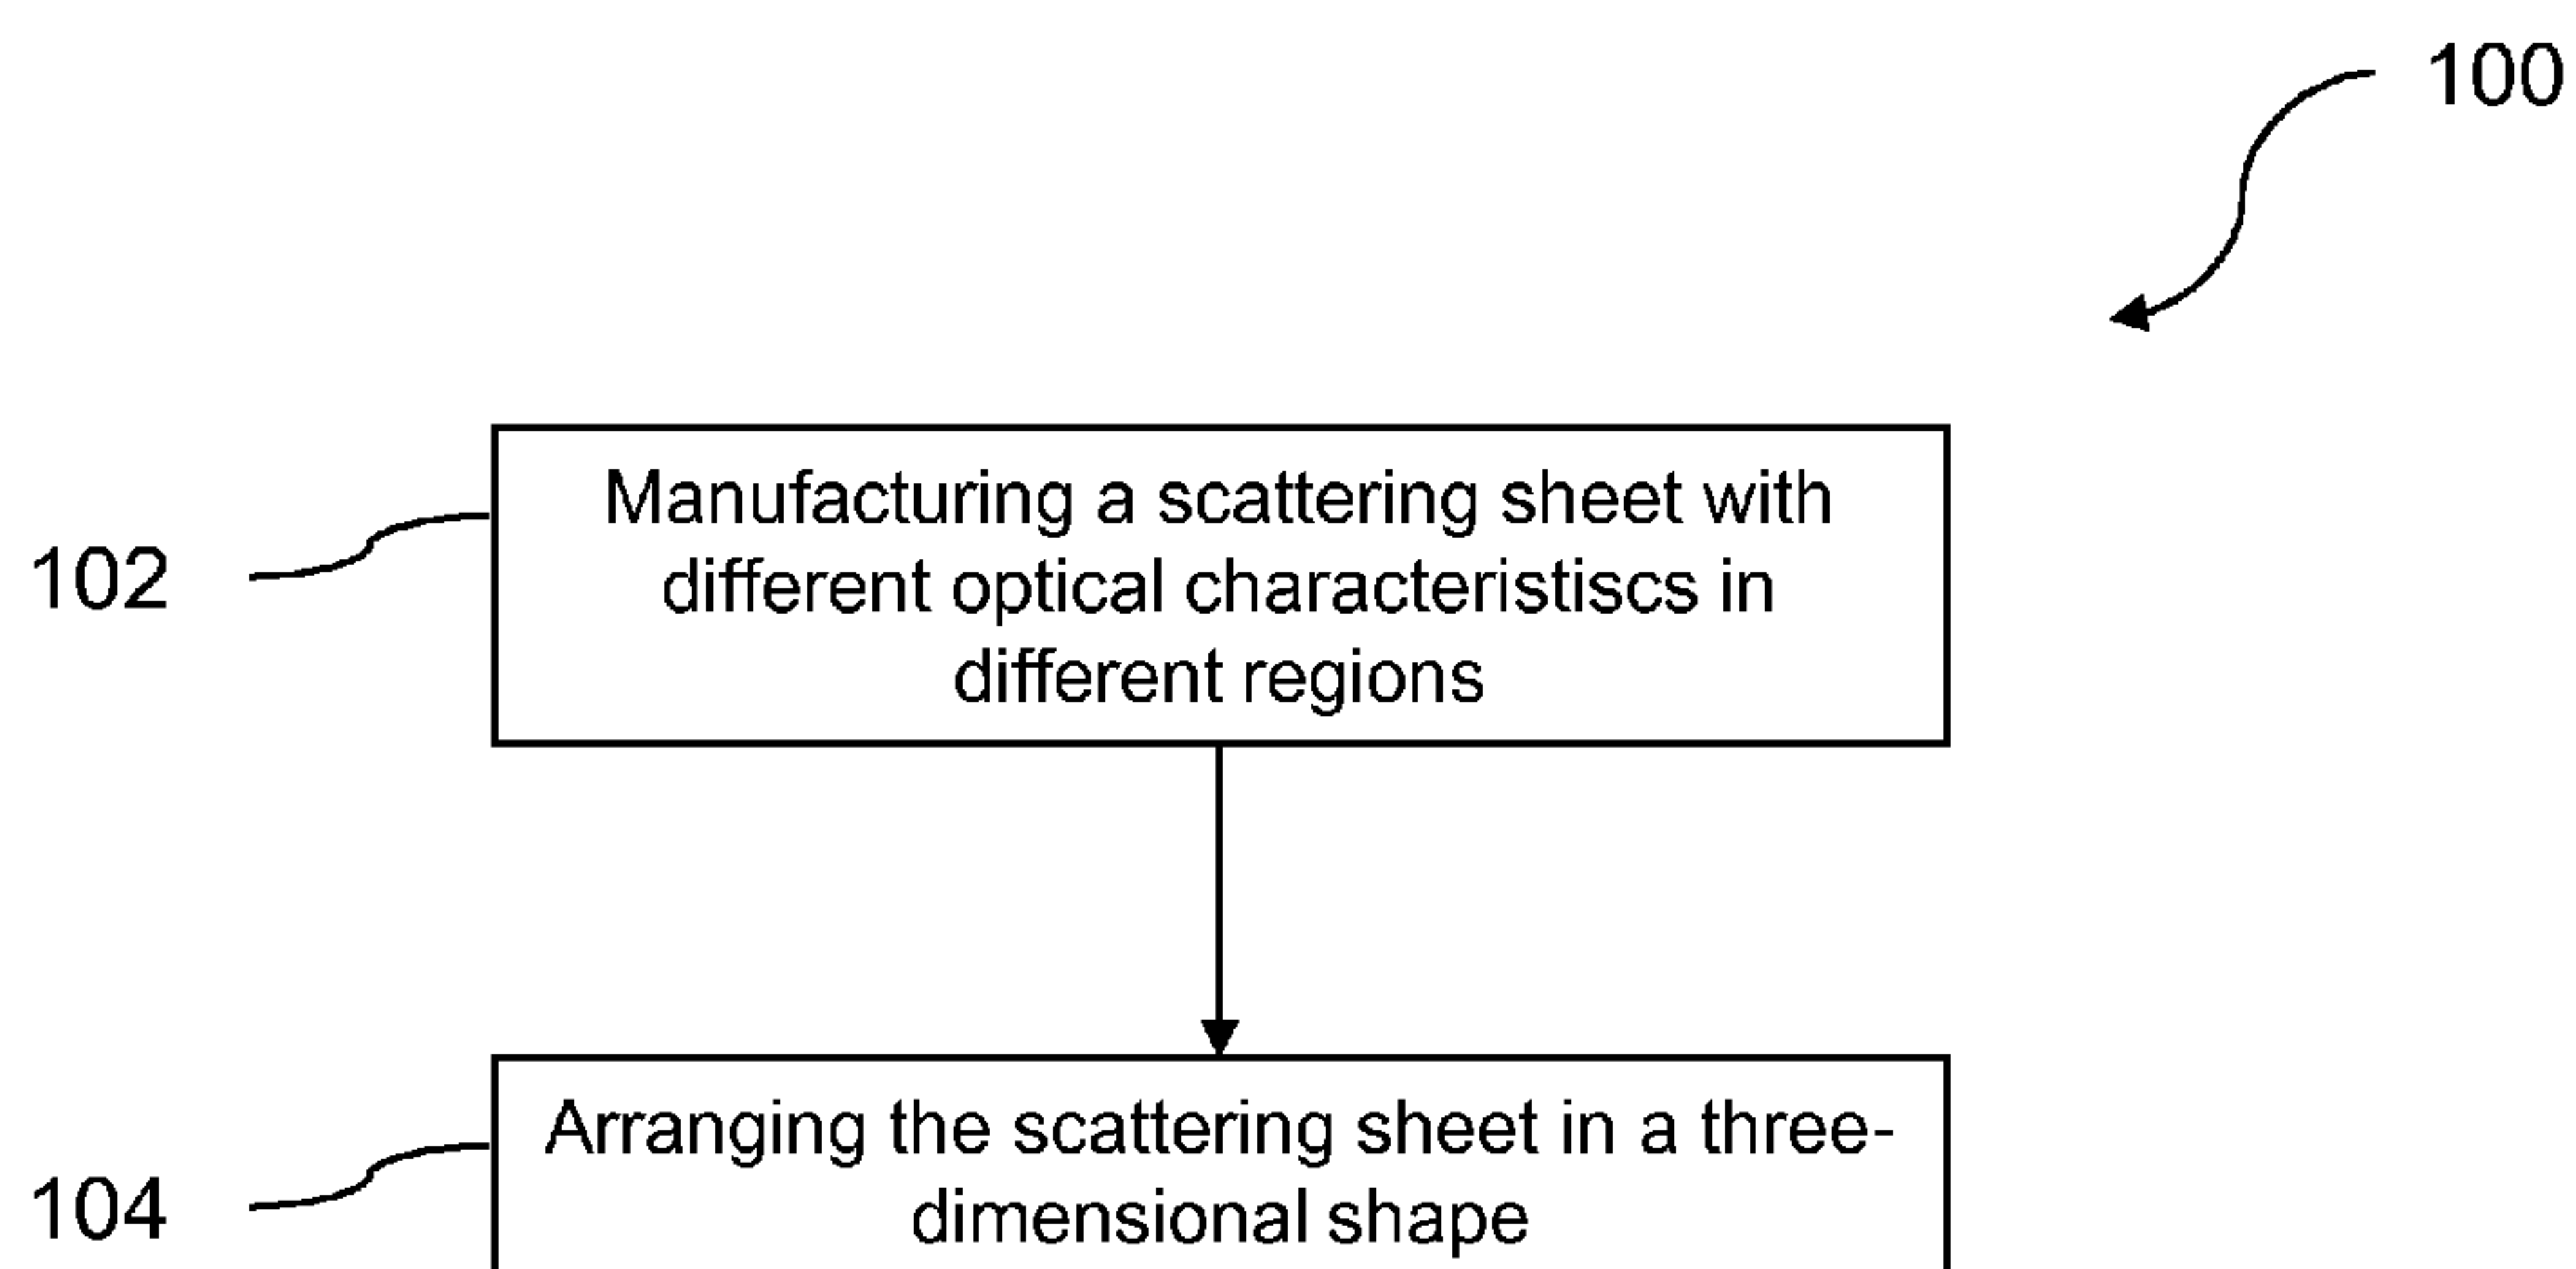 100
102
Manufacturing a scattering sheet with
different optical characteristiscs in
different regions
104
Arranging the scattering sheet in a three-
dimensional shape